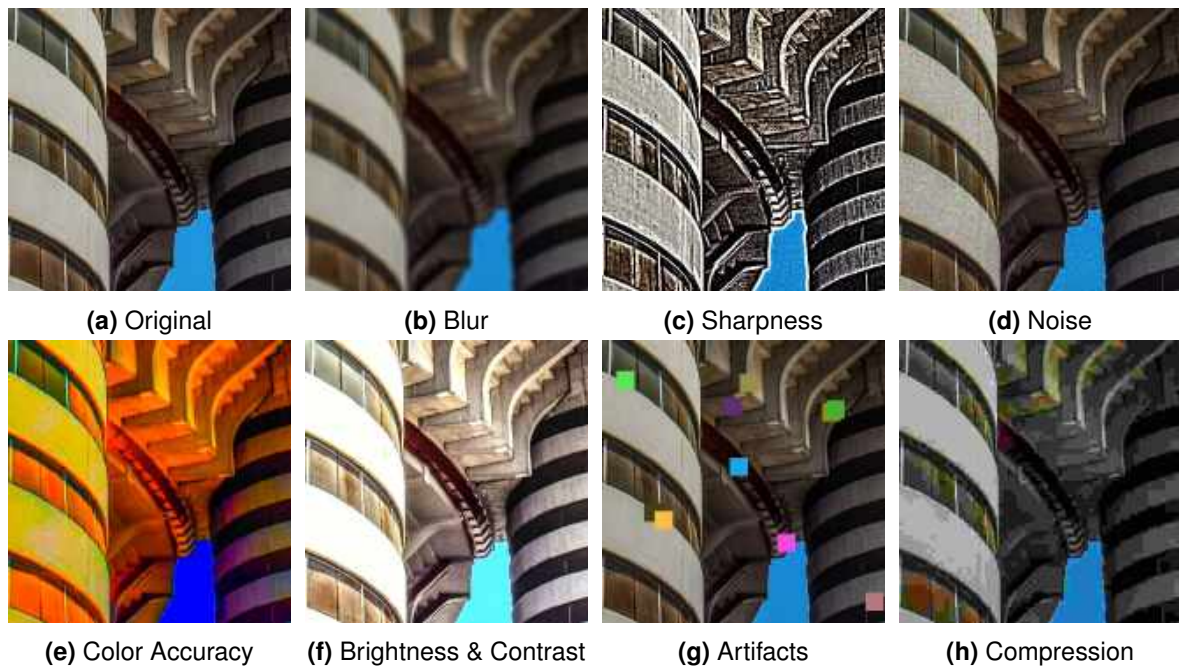 (a) Original
(b) Blur
(c) Sharpness
(d) Noise
(e) Color Accuracy
(f) Brightness & Contrast
(g) Artifacts
(h) Compression